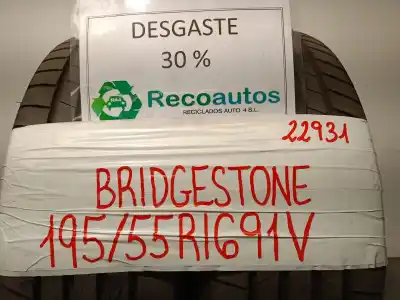 DESGASTE
30 %
Recoautos
RECICLADOS AUTO 4 S.L.
22931
BRIDGESTONE
195/55R1691V